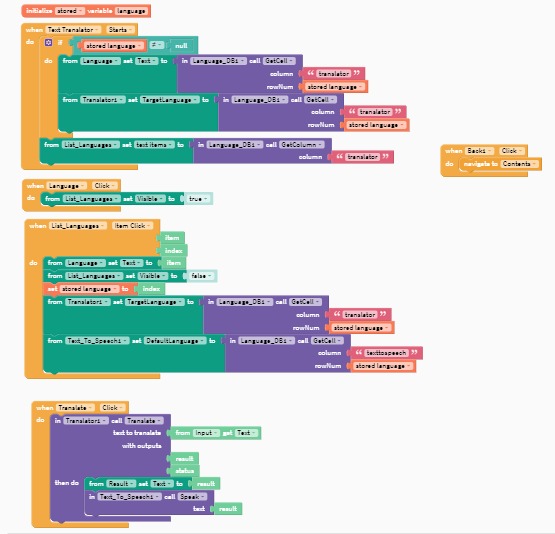 initialize stored variable language
when Text Translator Starts
do if stored language ≠ null
do from Language set Text to in Language_DB1 call GetCell
column “ translator ”
rowNum stored language
from Translator1 set TargetLanguage to in Language_DB1 call GetCell
column “ translator ”
rowNum stored language
from List_Languages set text items to in Language_DB1 call GetColumn
column “ translator ”
when Back1 Click
do navigate to Contents
when Language Click
do from List_Languages set Visible to true
when List_Languages Item Click
item
index
do from Language set Text to item
from List_Languages set Visible to false
set stored language to index
from Translator1 set TargetLanguage to in Language_DB1 call GetCell
column “ translator ”
rowNum stored language
from Text_To_Speech1 set DefaultLanguage to in Language_DB1 call GetCell
column “ texttospeech ”
rowNum stored language
when Translate Click
do in Translator1 call Translate
text to translate from Input get Text
with outputs
result
status
then do from Result set Text to result
in Text_To_Speech1 call Speak
text result